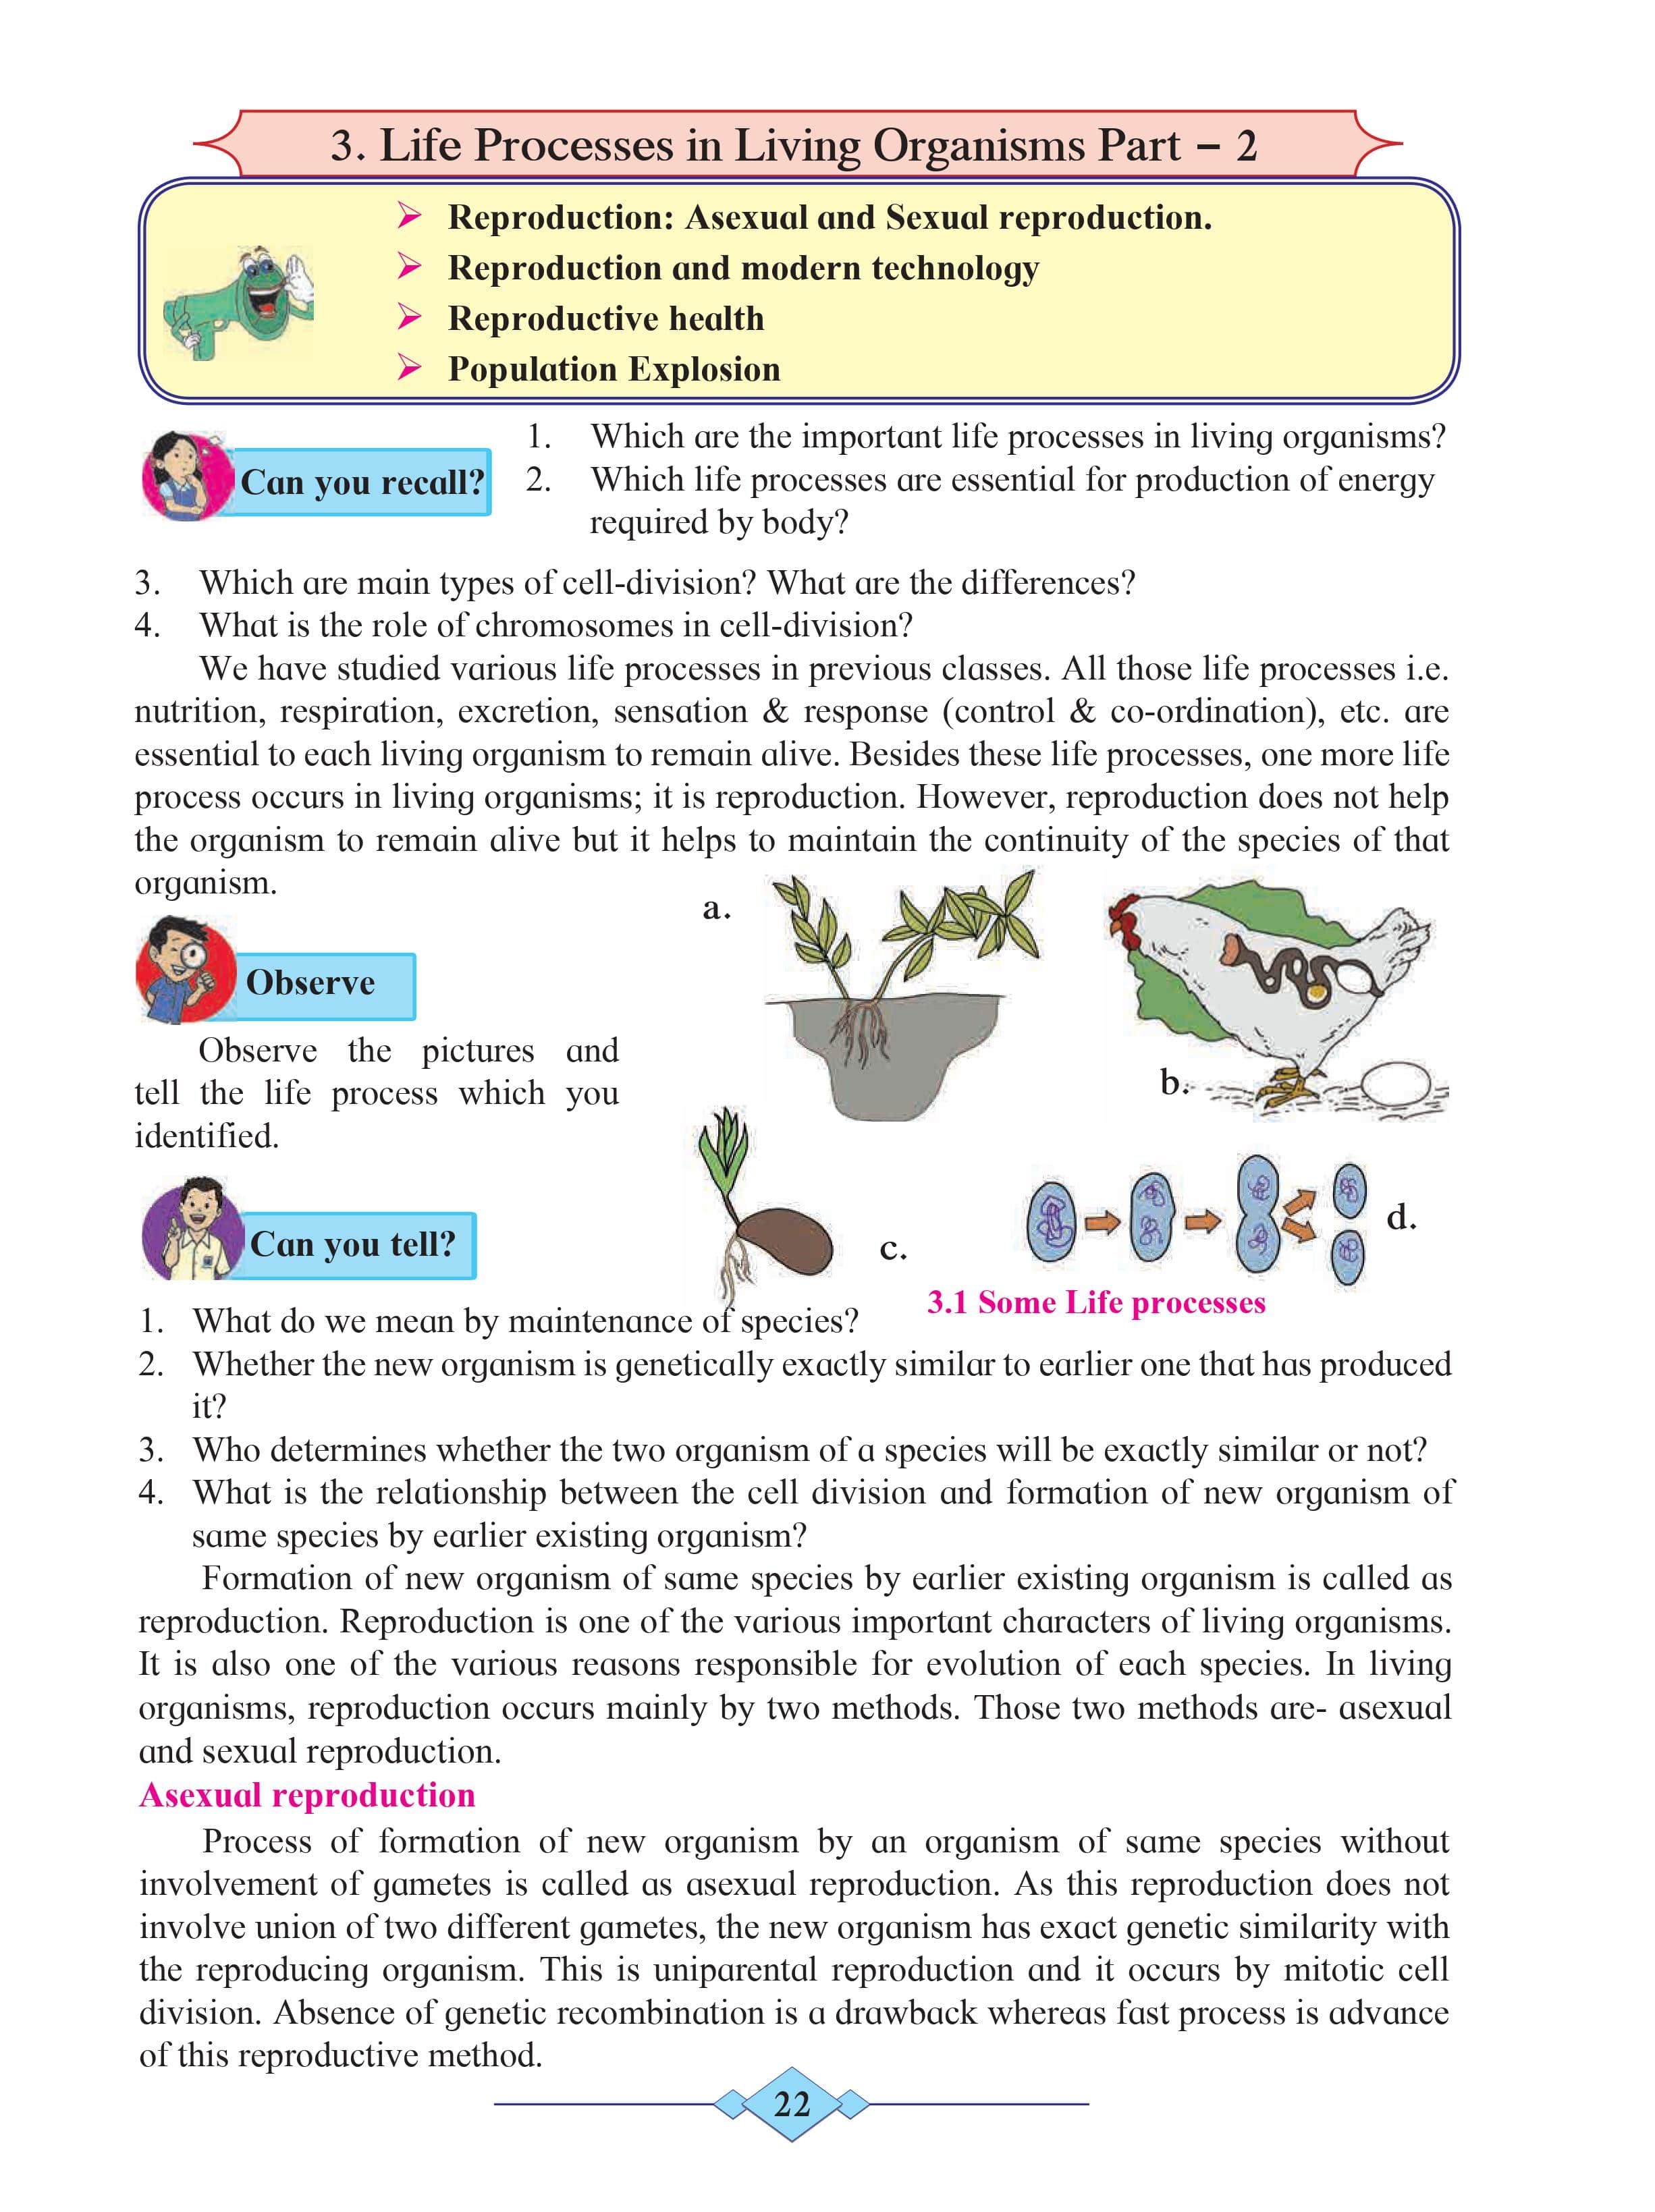 3. Life Processes in Living Organisms Part – 2
➢ Reproduction: Asexual and Sexual reproduction.
➢ Reproduction and modern technology
➢ Reproductive health
➢ Population Explosion
Can you recall?
1. Which are the important life processes in living organisms?
2. Which life processes are essential for production of energy
required by body?
3. Which are main types of cell-division? What are the differences?
4. What is the role of chromosomes in cell-division?
We have studied various life processes in previous classes. All those life processes i.e.
nutrition, respiration, excretion, sensation & response (control & co-ordination), etc. are
essential to each living organism to remain alive. Besides these life processes, one more life
process occurs in living organisms; it is reproduction. However, reproduction does not help
the organism to remain alive but it helps to maintain the continuity of the species of that
organism.
Observe
Observe the pictures and
tell the life process which you
identified.
a.
b.
c.
d.
3.1 Some Life processes
Can you tell?
1. What do we mean by maintenance of species?
2. Whether the new organism is genetically exactly similar to earlier one that has produced
it?
3. Who determines whether the two organism of a species will be exactly similar or not?
4. What is the relationship between the cell division and formation of new organism of
same species by earlier existing organism?
Formation of new organism of same species by earlier existing organism is called as
reproduction. Reproduction is one of the various important characters of living organisms.
It is also one of the various reasons responsible for evolution of each species. In living
organisms, reproduction occurs mainly by two methods. Those two methods are- asexual
and sexual reproduction.
Asexual reproduction
Process of formation of new organism by an organism of same species without
involvement of gametes is called as asexual reproduction. As this reproduction does not
involve union of two different gametes, the new organism has exact genetic similarity with
the reproducing organism. This is uniparental reproduction and it occurs by mitotic cell
division. Absence of genetic recombination is a drawback whereas fast process is advance
of this reproductive method.
22